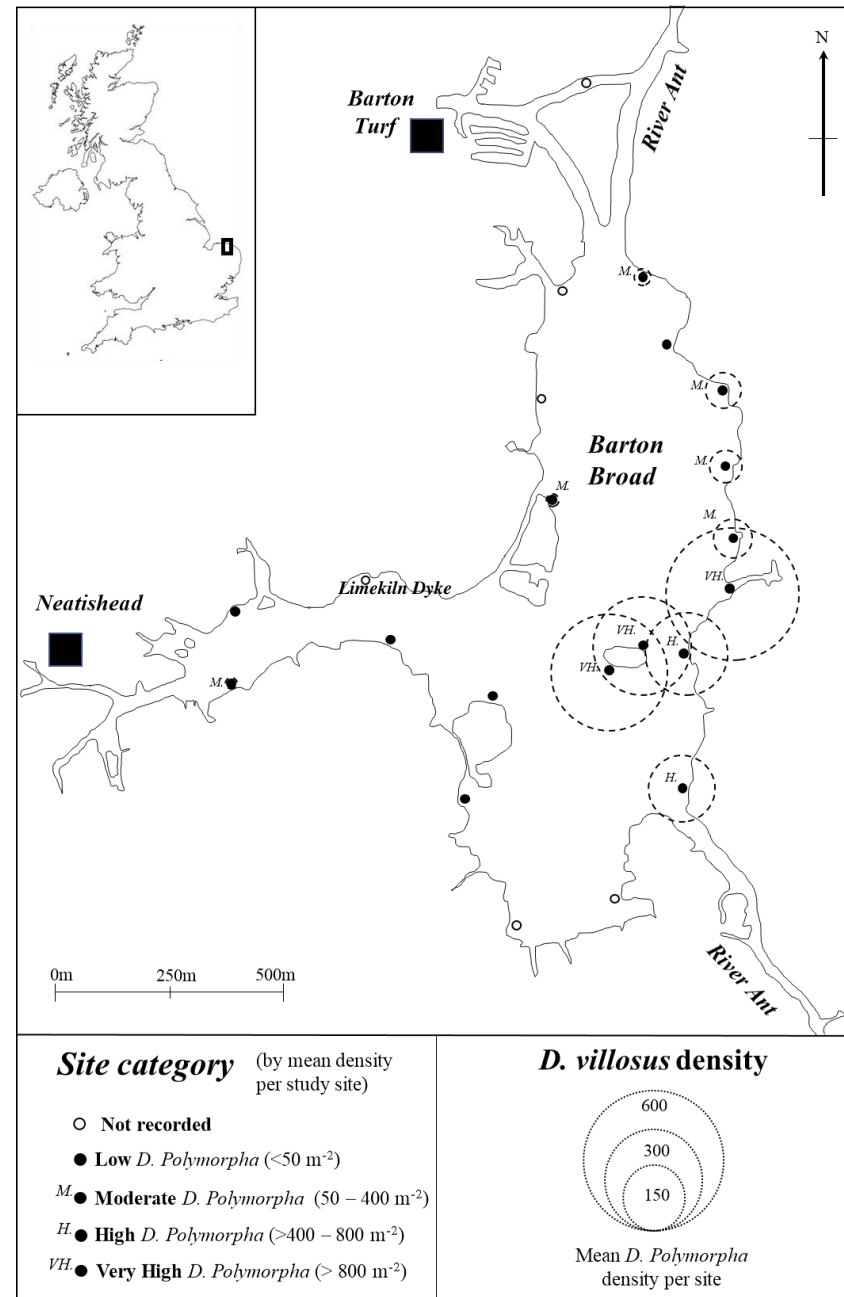 N
Barton
Turf
River Ant
M.
M.
Barton
Broad
M.
M.
M.
Limekiln Dyke
VH.
Neatishead
VH.
H.
VH.
M.
H.
0m 250m 500m
River Ant
Site category (by mean density
per study site)
Not recorded
Low D. Polymorpha (<50 m-2)
M. Moderate D. Polymorpha (50 – 400 m-2)
H. High D. Polymorpha (>400 – 800 m-2)
VH. Very High D. Polymorpha (> 800 m-2)
D. villosus density
600
300
150
Mean D. Polymorpha
density per site